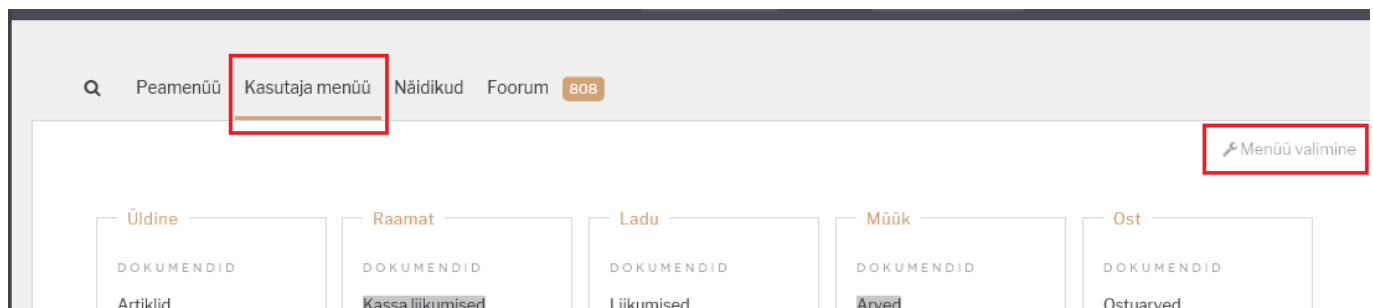 Peamenüü Kasutaja menüü Näidikud Foorum 808
Menüü valimine
Üldine Raamat Ladu Müük Ost
DOKUMENDID DOKUMENDID DOKUMENDID DOKUMENDID DOKUMENDID
Artiklid Kassa liikumised Liikumised Arved Ostuarved